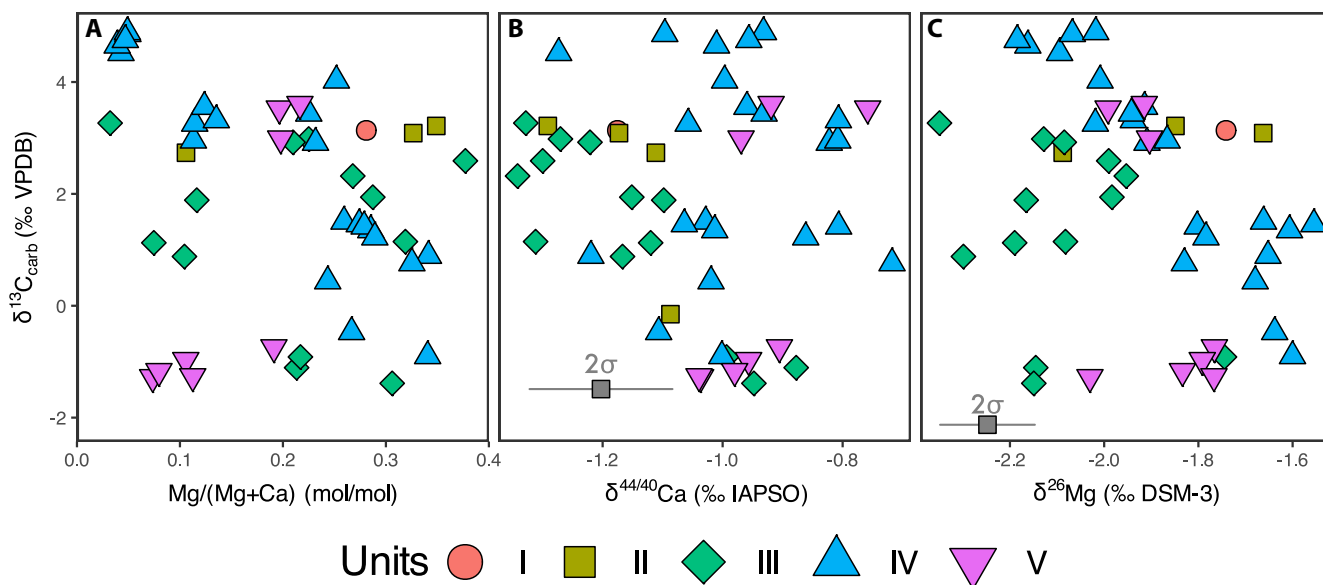 A
B
C
δ13Ccarb (‰ VPDB)
4
2
0
-2
2σ
2σ
0.0 0.1 0.2 0.3 0.4
-1.2 -1.0 -0.8
-2.2 -2.0 -1.8 -1.6
Mg/(Mg+Ca) (mol/mol)
δ44/40Ca (‰ IAPSO)
δ26Mg (‰ DSM-3)
Units I II III IV V